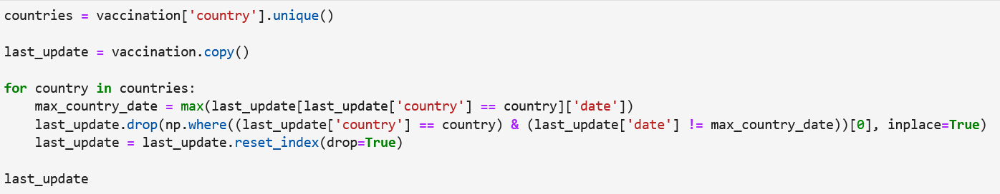 countries = vaccination['country'].unique()

last_update = vaccination.copy()

for country in countries:
    max_country_date = max(last_update[last_update['country'] == country]['date'])
    last_update.drop(np.where((last_update['country'] == country) & (last_update['date'] != max_country_date))[0], inplace=True)
    last_update = last_update.reset_index(drop=True)

last_update